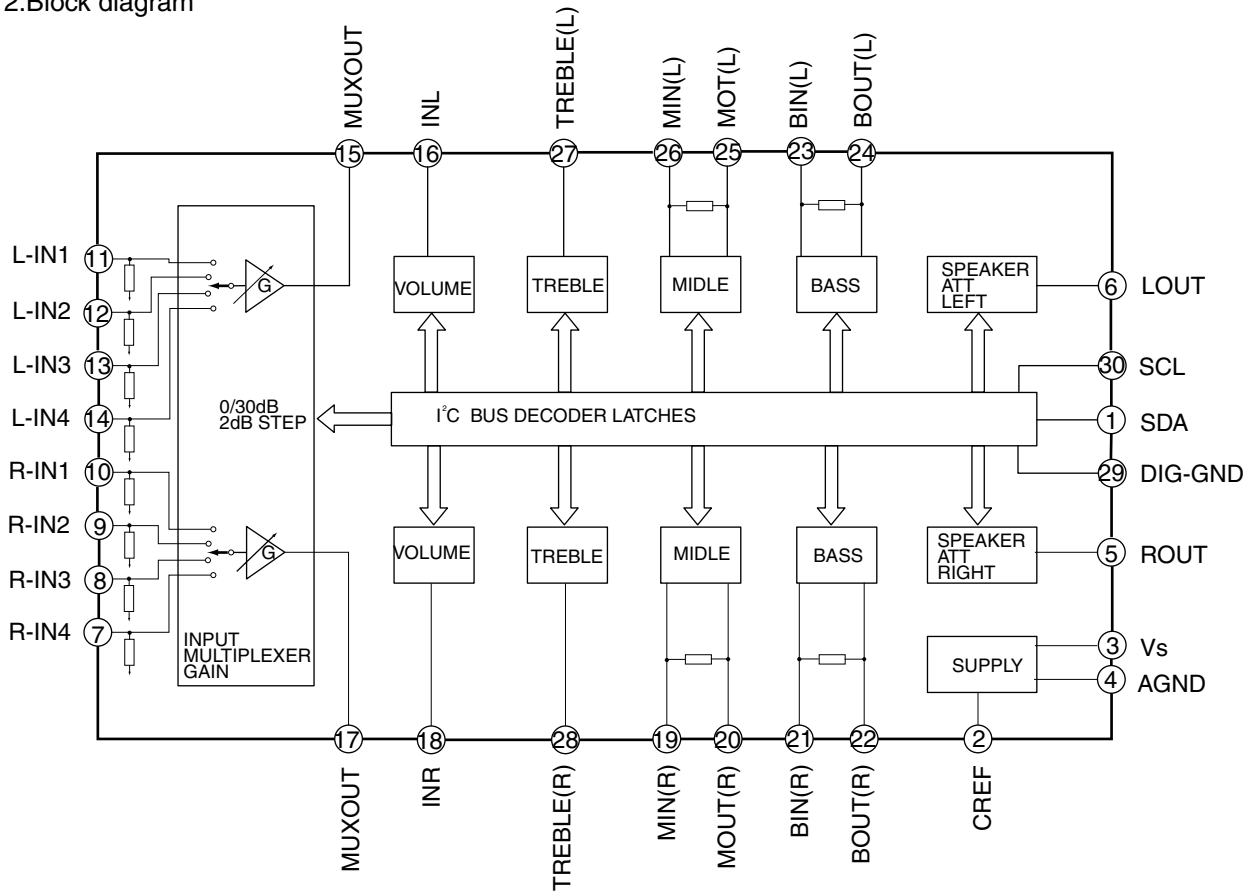 2.Block diagram
MUXOUT
INL
TREBLE(L)
MIN(L)
MOT(L)
BIN(L)
BOUT(L)
15
16
27
26
25
23
24
L-IN1
11
L-IN2
12
L-IN3
13
L-IN4
14
R-IN1
10
R-IN2
9
R-IN3
8
R-IN4
7
G
G
0/30dB
2dB STEP
INPUT
MULTIPLEXER
GAIN
VOLUME
TREBLE
MIDLE
BASS
SPEAKER
ATT
LEFT
I²C BUS DECODER LATCHES
VOLUME
TREBLE
MIDLE
BASS
SPEAKER
ATT
RIGHT
SUPPLY
6 LOUT
30 SCL
1 SDA
29 DIG-GND
5 ROUT
3 Vs
4 AGND
17
18
28
19
20
21
22
2
MUXOUT
INR
TREBLE(R)
MIN(R)
MOUT(R)
BIN(R)
BOUT(R)
CREF